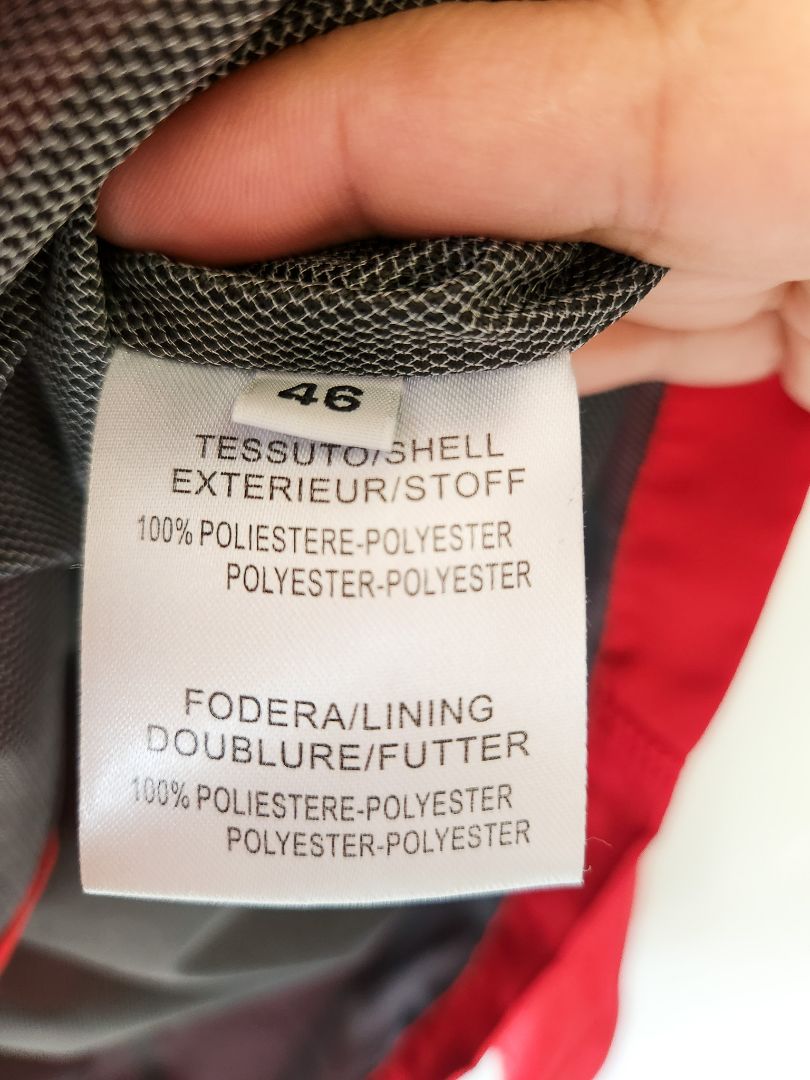 46
TESSUTO/SHELL
EXTERIEUR/STOFF
100% POLIESTERE-POLYESTER
POLYESTER-POLYESTER
FODERA/LINING
DOUBLURE/FUTTER
100% POLIESTERE-POLYESTER
POLYESTER-POLYESTER